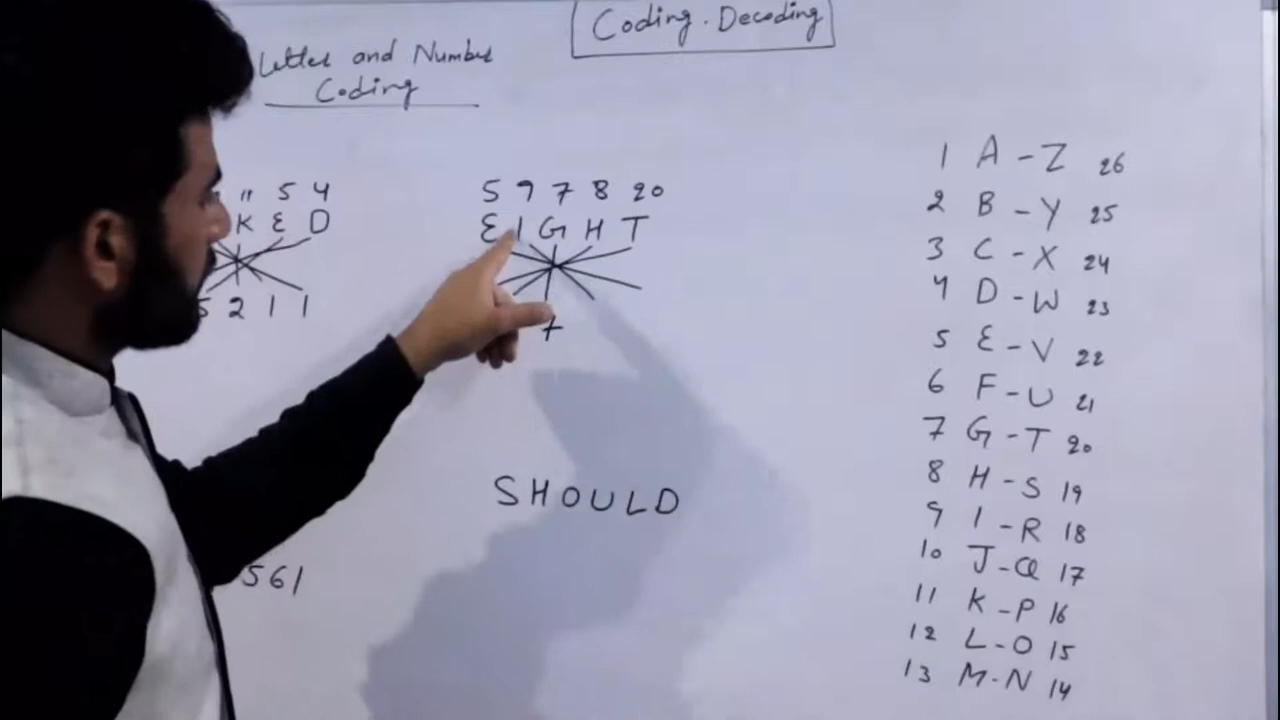 Coding. Decoding
Letter and Number
Coding
11 5 4
K E D
5 2 1 1
5 9 7 8 20
E I G H T
7
SHOULD
561
1 A - Z 26
2 B - Y 25
3 C - X 24
4 D - W 23
5 E - V 22
6 F - U 21
7 G - T 20
8 H - S 19
9 I - R 18
10 J - Q 17
11 K - P 16
12 L - O 15
13 M - N 14